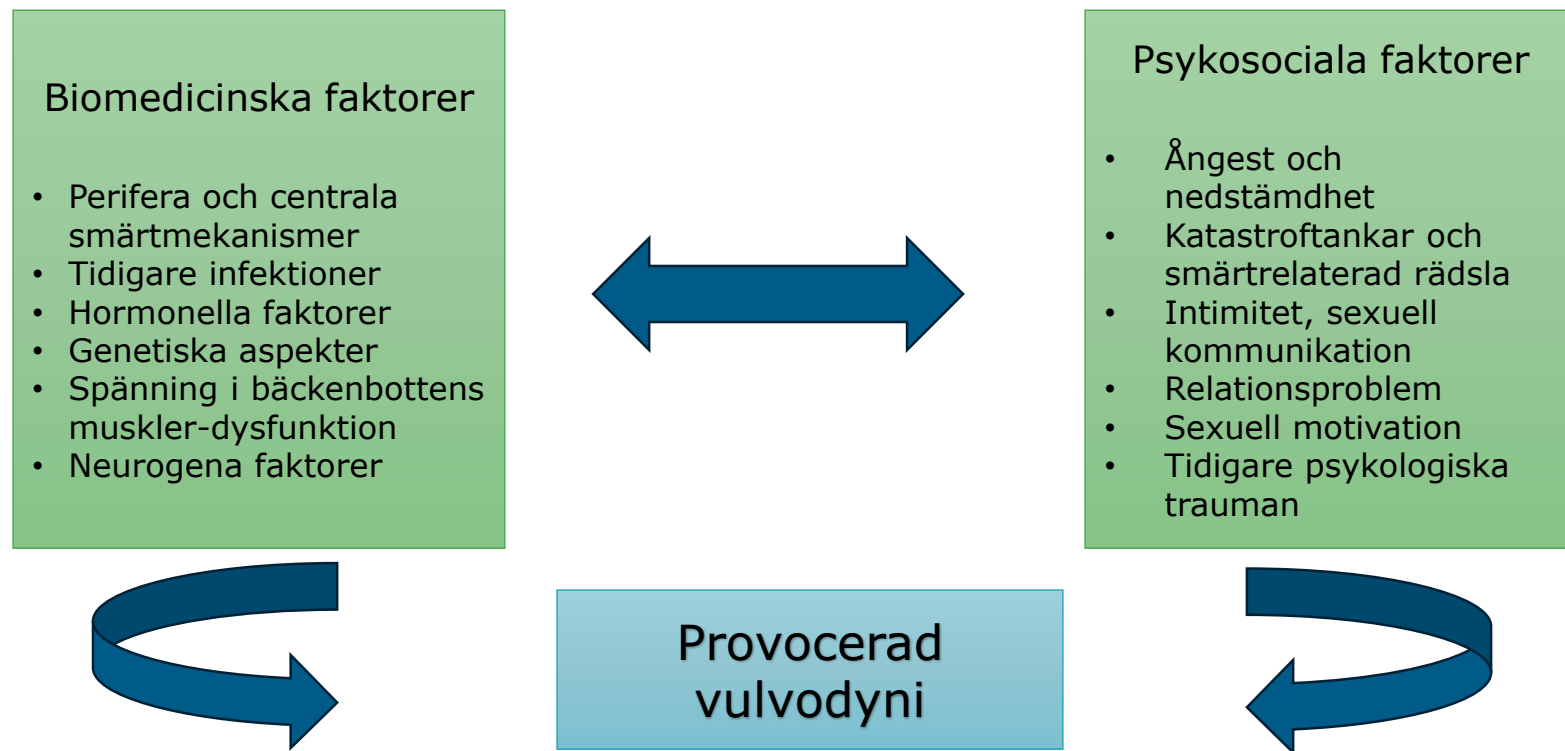 Biomedicinska faktorer
• Perifera och centrala
smärtmekanismer
• Tidigare infektioner
• Hormonella faktorer
• Genetiska aspekter
• Spänning i bäckenbottens
muskler-dysfunktion
• Neurogena faktorer
Psykosociala faktorer
• Ångest och
nedstämdhet
• Katastroftankar och
smärtrelaterad rädsla
• Intimitet, sexuell
kommunikation
• Relationsproblem
• Sexuell motivation
• Tidigare psykologiska
trauman
Provocerad
vulvodyni